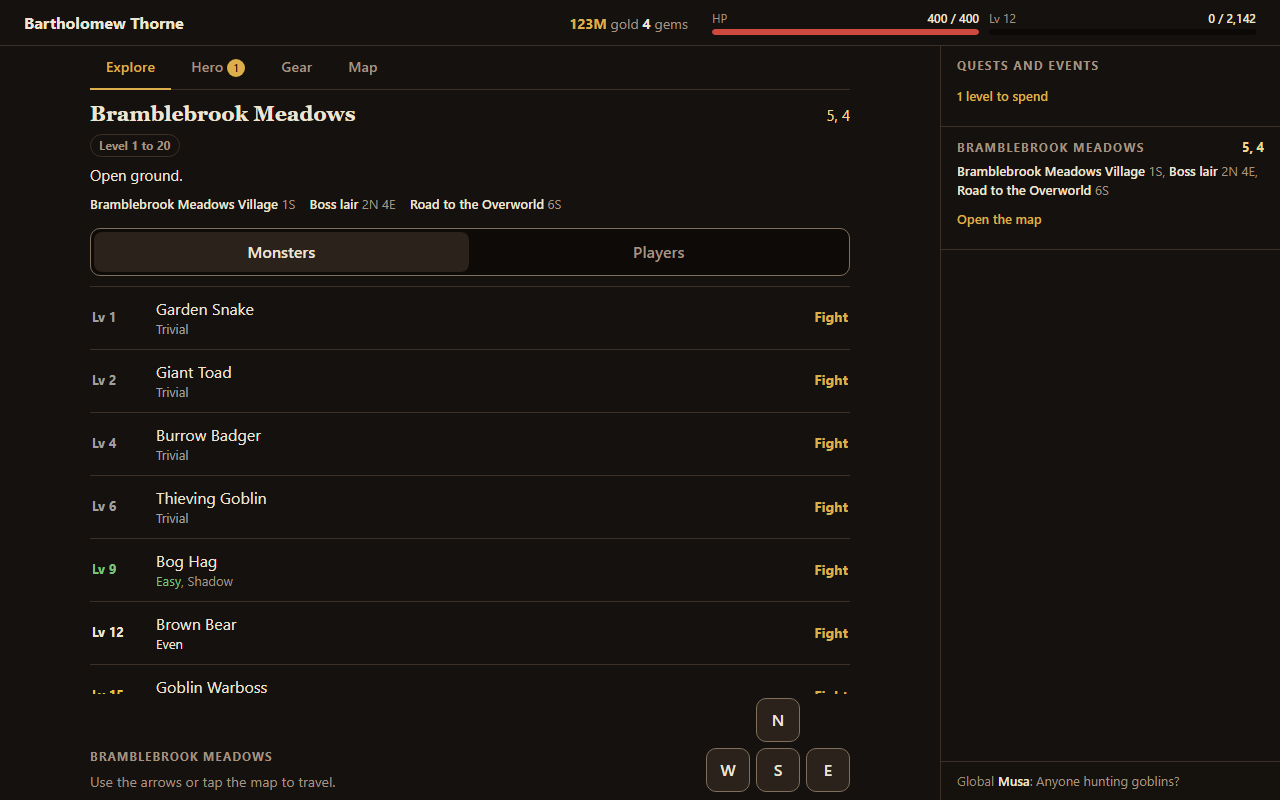 Bartholomew Thorne
123M gold 4 gems
HP 400 / 400
Lv 12 0 / 2,142
Explore Hero 1 Gear Map
Bramblebrook Meadows 5, 4
Level 1 to 20
Open ground.
Bramblebrook Meadows Village 1S Boss lair 2N 4E Road to the Overworld 6S
Monsters Players
Lv 1 Garden Snake Fight
Trivial
Lv 2 Giant Toad Fight
Trivial
Lv 4 Burrow Badger Fight
Trivial
Lv 6 Thieving Goblin Fight
Trivial
Lv 9 Bog Hag Fight
Easy, Shadow
Lv 12 Brown Bear Fight
Even
Lv 15 Goblin Warboss Fight
N
W S E
BRAMBLEBROOK MEADOWS
Use the arrows or tap the map to travel.
QUESTS AND EVENTS
1 level to spend
BRAMBLEBROOK MEADOWS 5, 4
Bramblebrook Meadows Village 1S, Boss lair 2N 4E,
Road to the Overworld 6S
Open the map
Global Musa: Anyone hunting goblins?